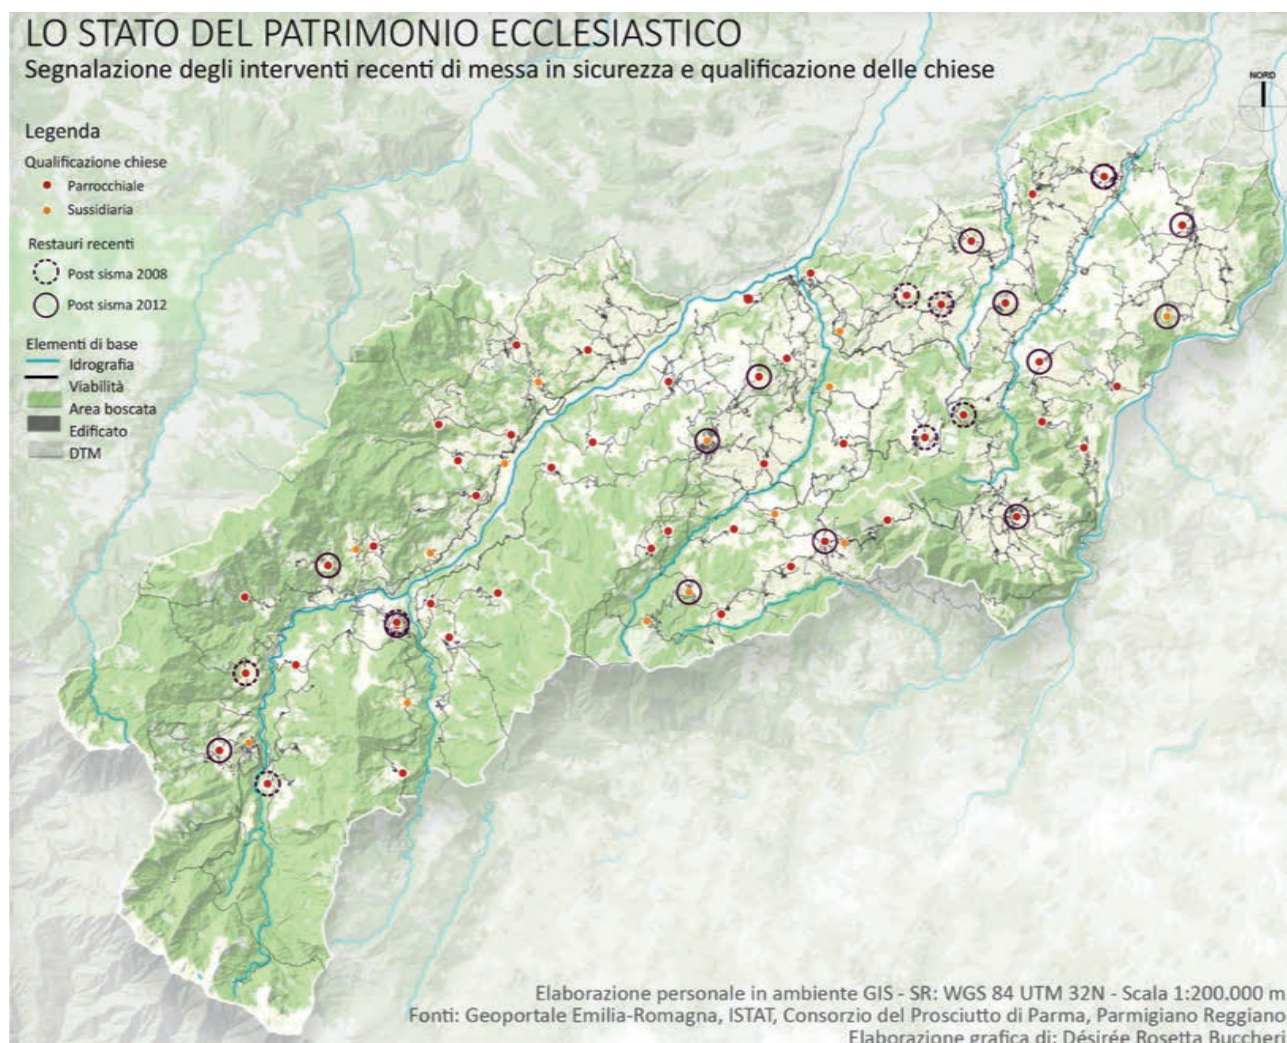 LO STATO DEL PATRIMONIO ECCLESIASTICO
Segnalazione degli interventi recenti di messa in sicurezza e qualificazione delle chiese
NORD
Legenda
Qualificazione chiese
Parrocchiale
Sussidiaria
Restauri recenti
Post sisma 2008
Post sisma 2012
Elementi di base
Idrografia
Viabilità
Area boscata
Edificato
DTM
Elaborazione personale in ambiente GIS - SR: WGS 84 UTM 32N - Scala 1:200.000 m
Fonti: Geoportale Emilia-Romagna, ISTAT, Consorzio del Prosciutto di Parma, Parmigiano Reggiano
Elaborazione grafica di: Désirée Rosetta Buccheri